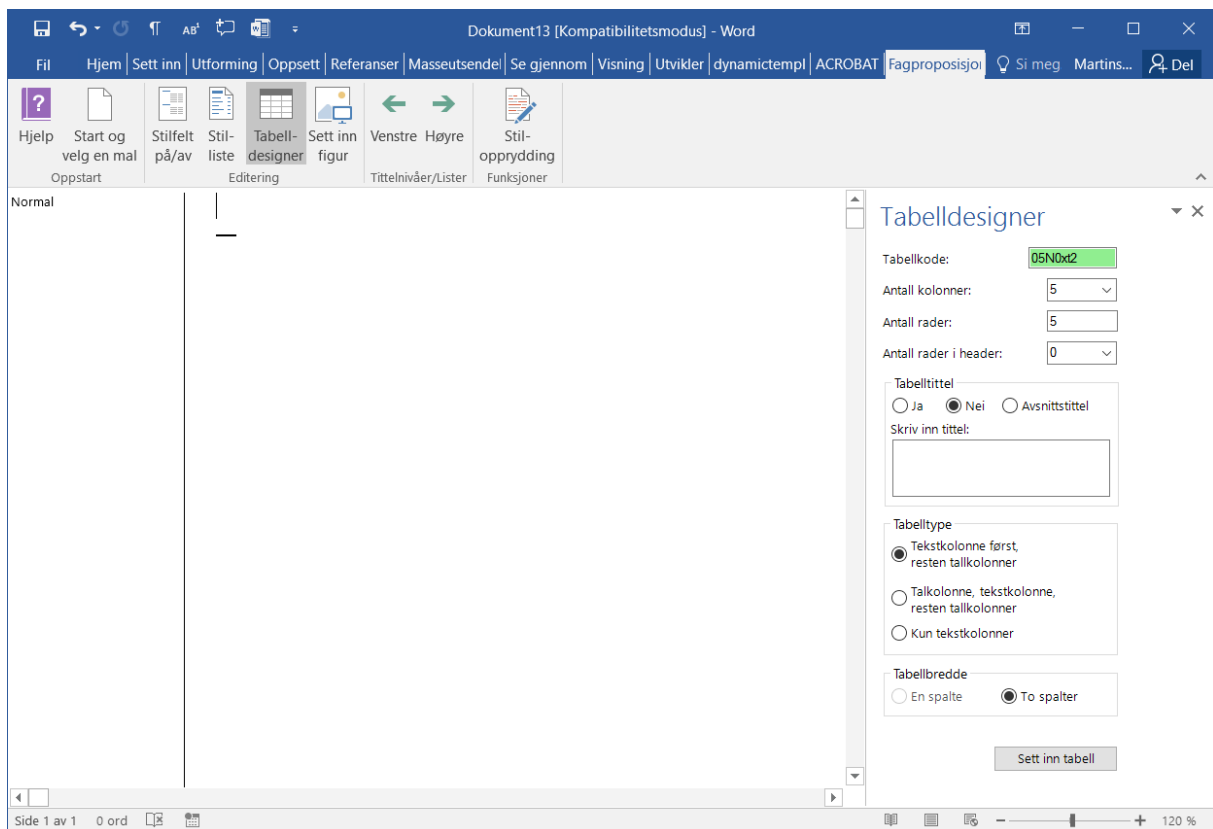 AB¹
Dokument13 [Kompatibilitetsmodus] - Word
Fil Hjem Sett inn Utforming Oppsett Referanser Masseutsendel Se gjennom Visning Utvikler dynamictempl ACROBAT Fagproposisjon Si meg Martins... Del
Hjelp Start og velg en mal Stilfelt på/av Stil-liste Tabell-designer Sett inn figur Venstre Høyre Stil-opprydding
Oppstart Editering Tittelnivåer/Lister Funksjoner
Normal
Tabelldesigner
Tabellkode: 05N0xt2
Antall kolonner: 5
Antall rader: 5
Antall rader i header: 0
Tabelltittel
Ja Nei Avsnittstittel
Skriv inn tittel:
Tabelltype
Tekstkolonne først,
resten tallkolonner
Talkolonne, tekstkolonne,
resten tallkolonner
Kun tekstkolonner
Tabellbredde
En spalte To spalter
Sett inn tabell
Side 1 av 1 0 ord 120 %